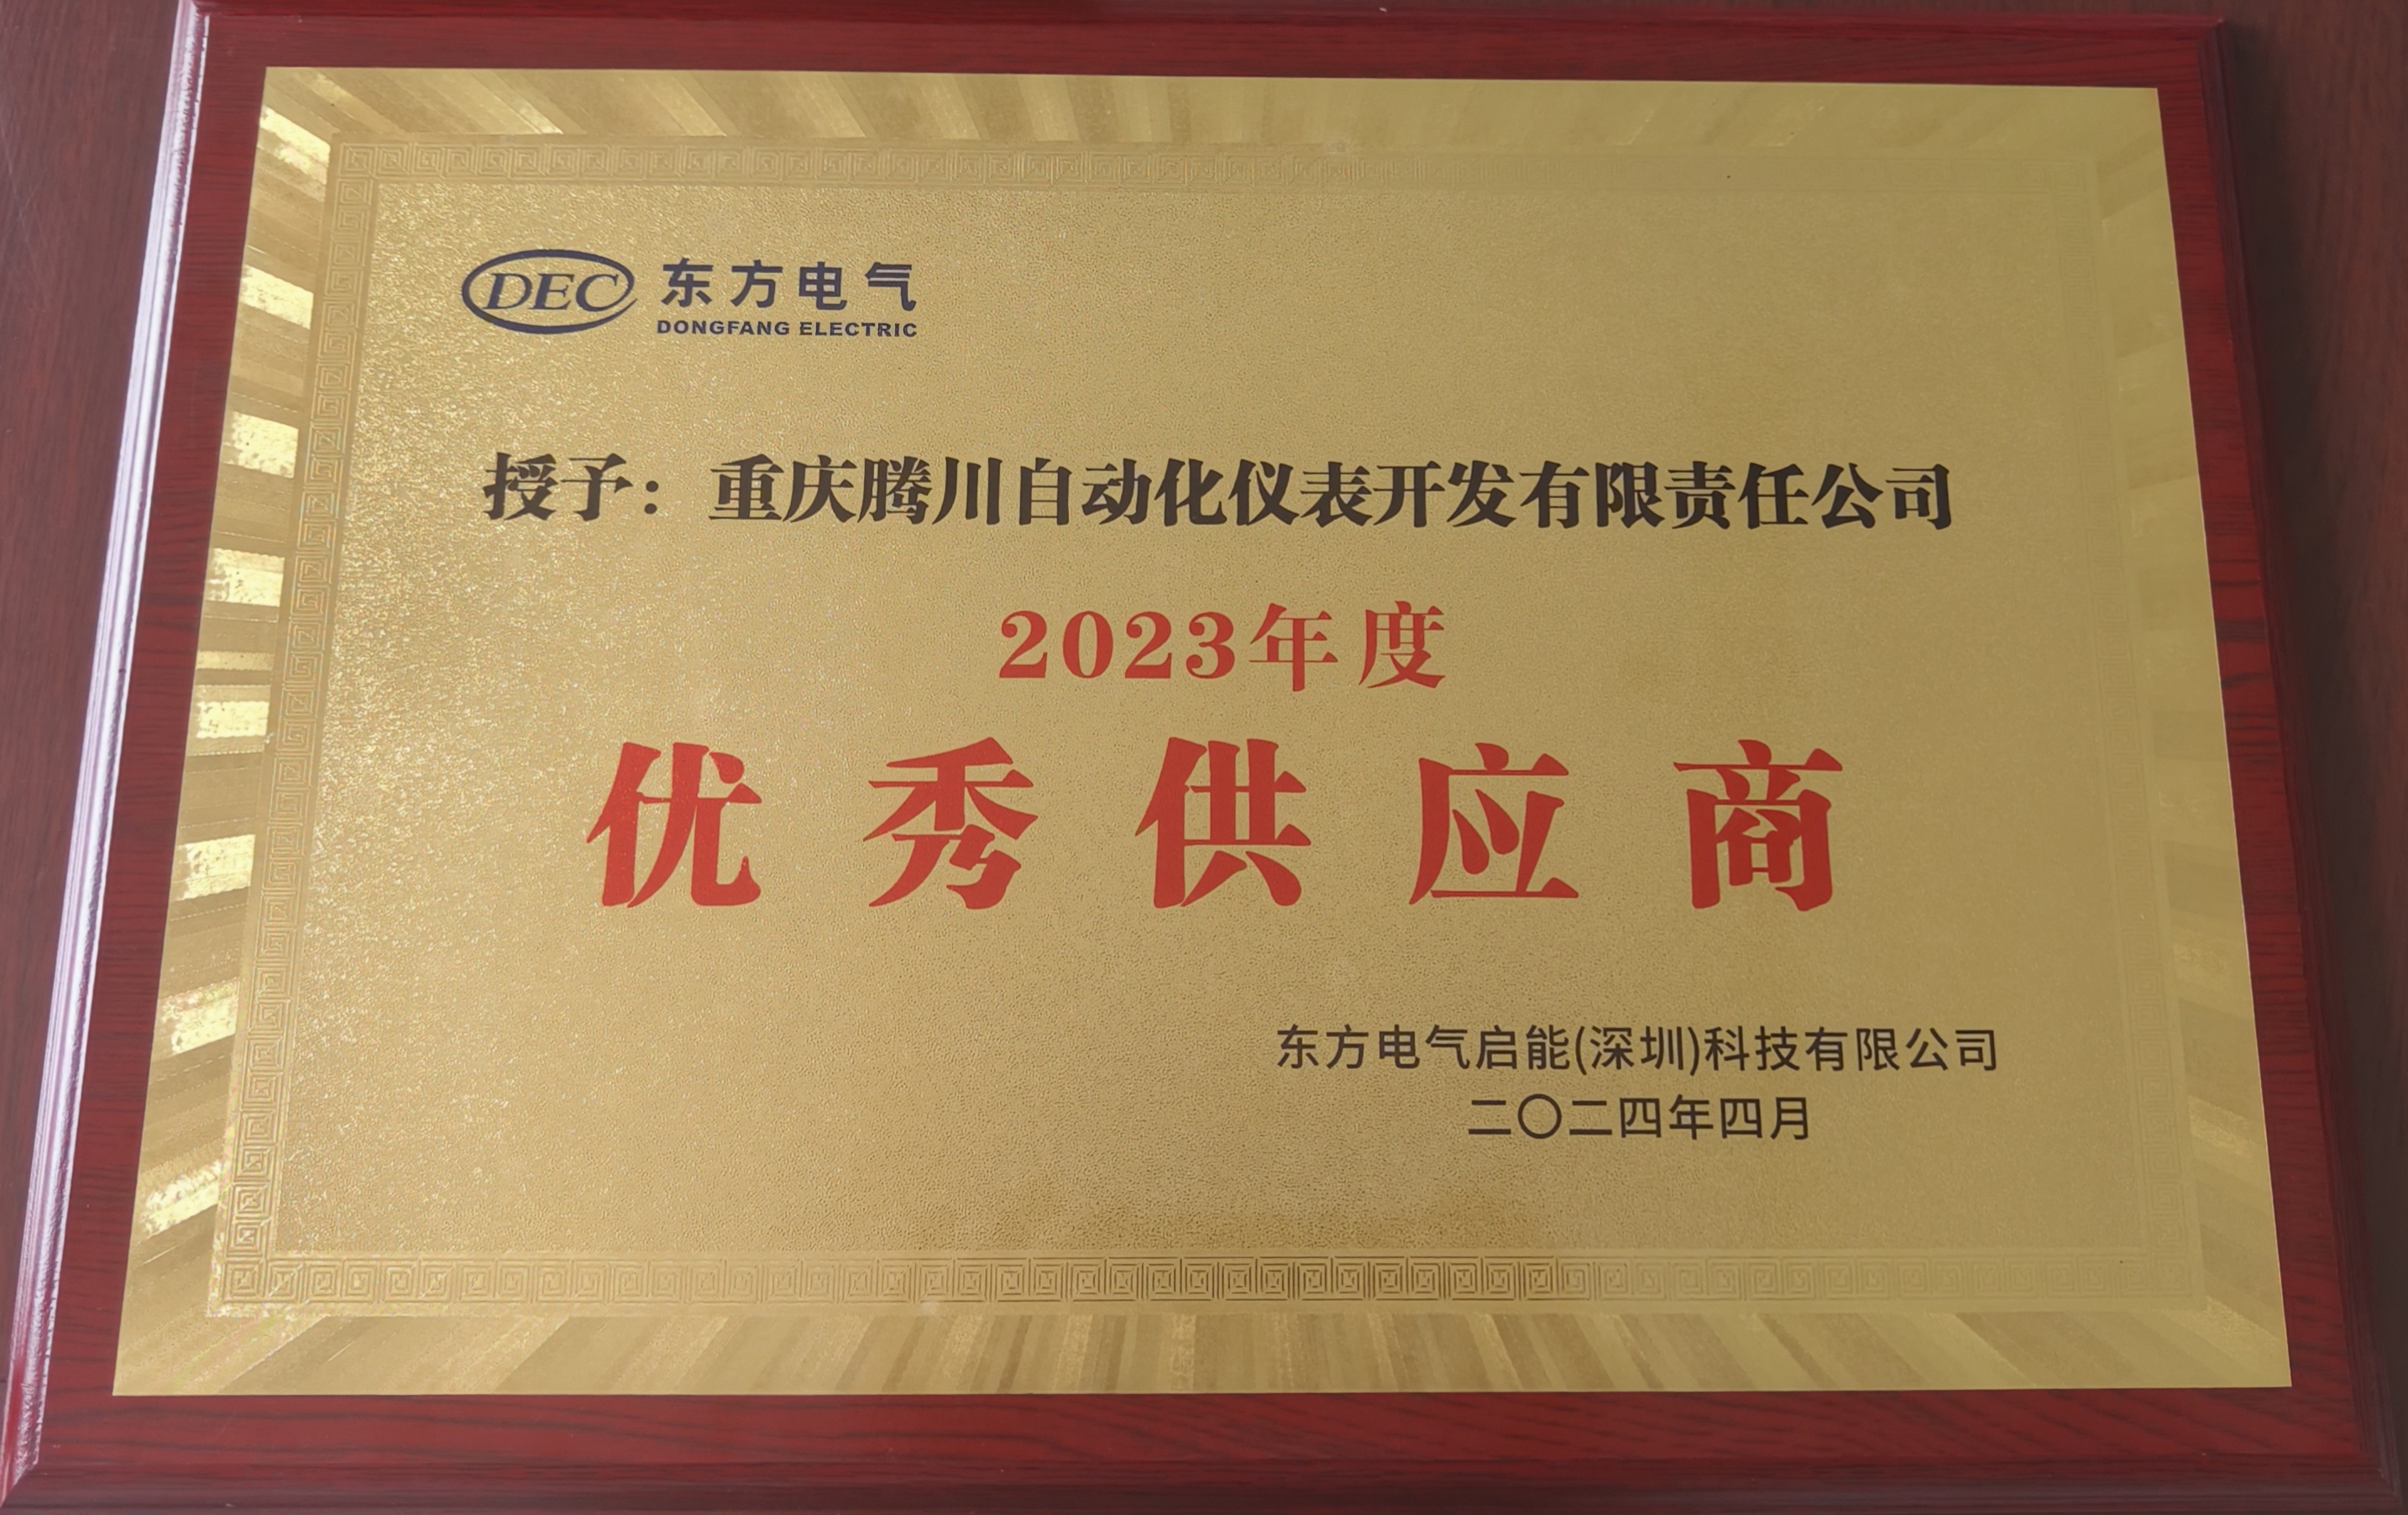 DEC 东方电气
DONGFANG ELECTRIC
授予：重庆腾川自动化仪表开发有限责任公司
2023年度
优秀供应商
东方电气启能(深圳)科技有限公司
二〇二四年四月